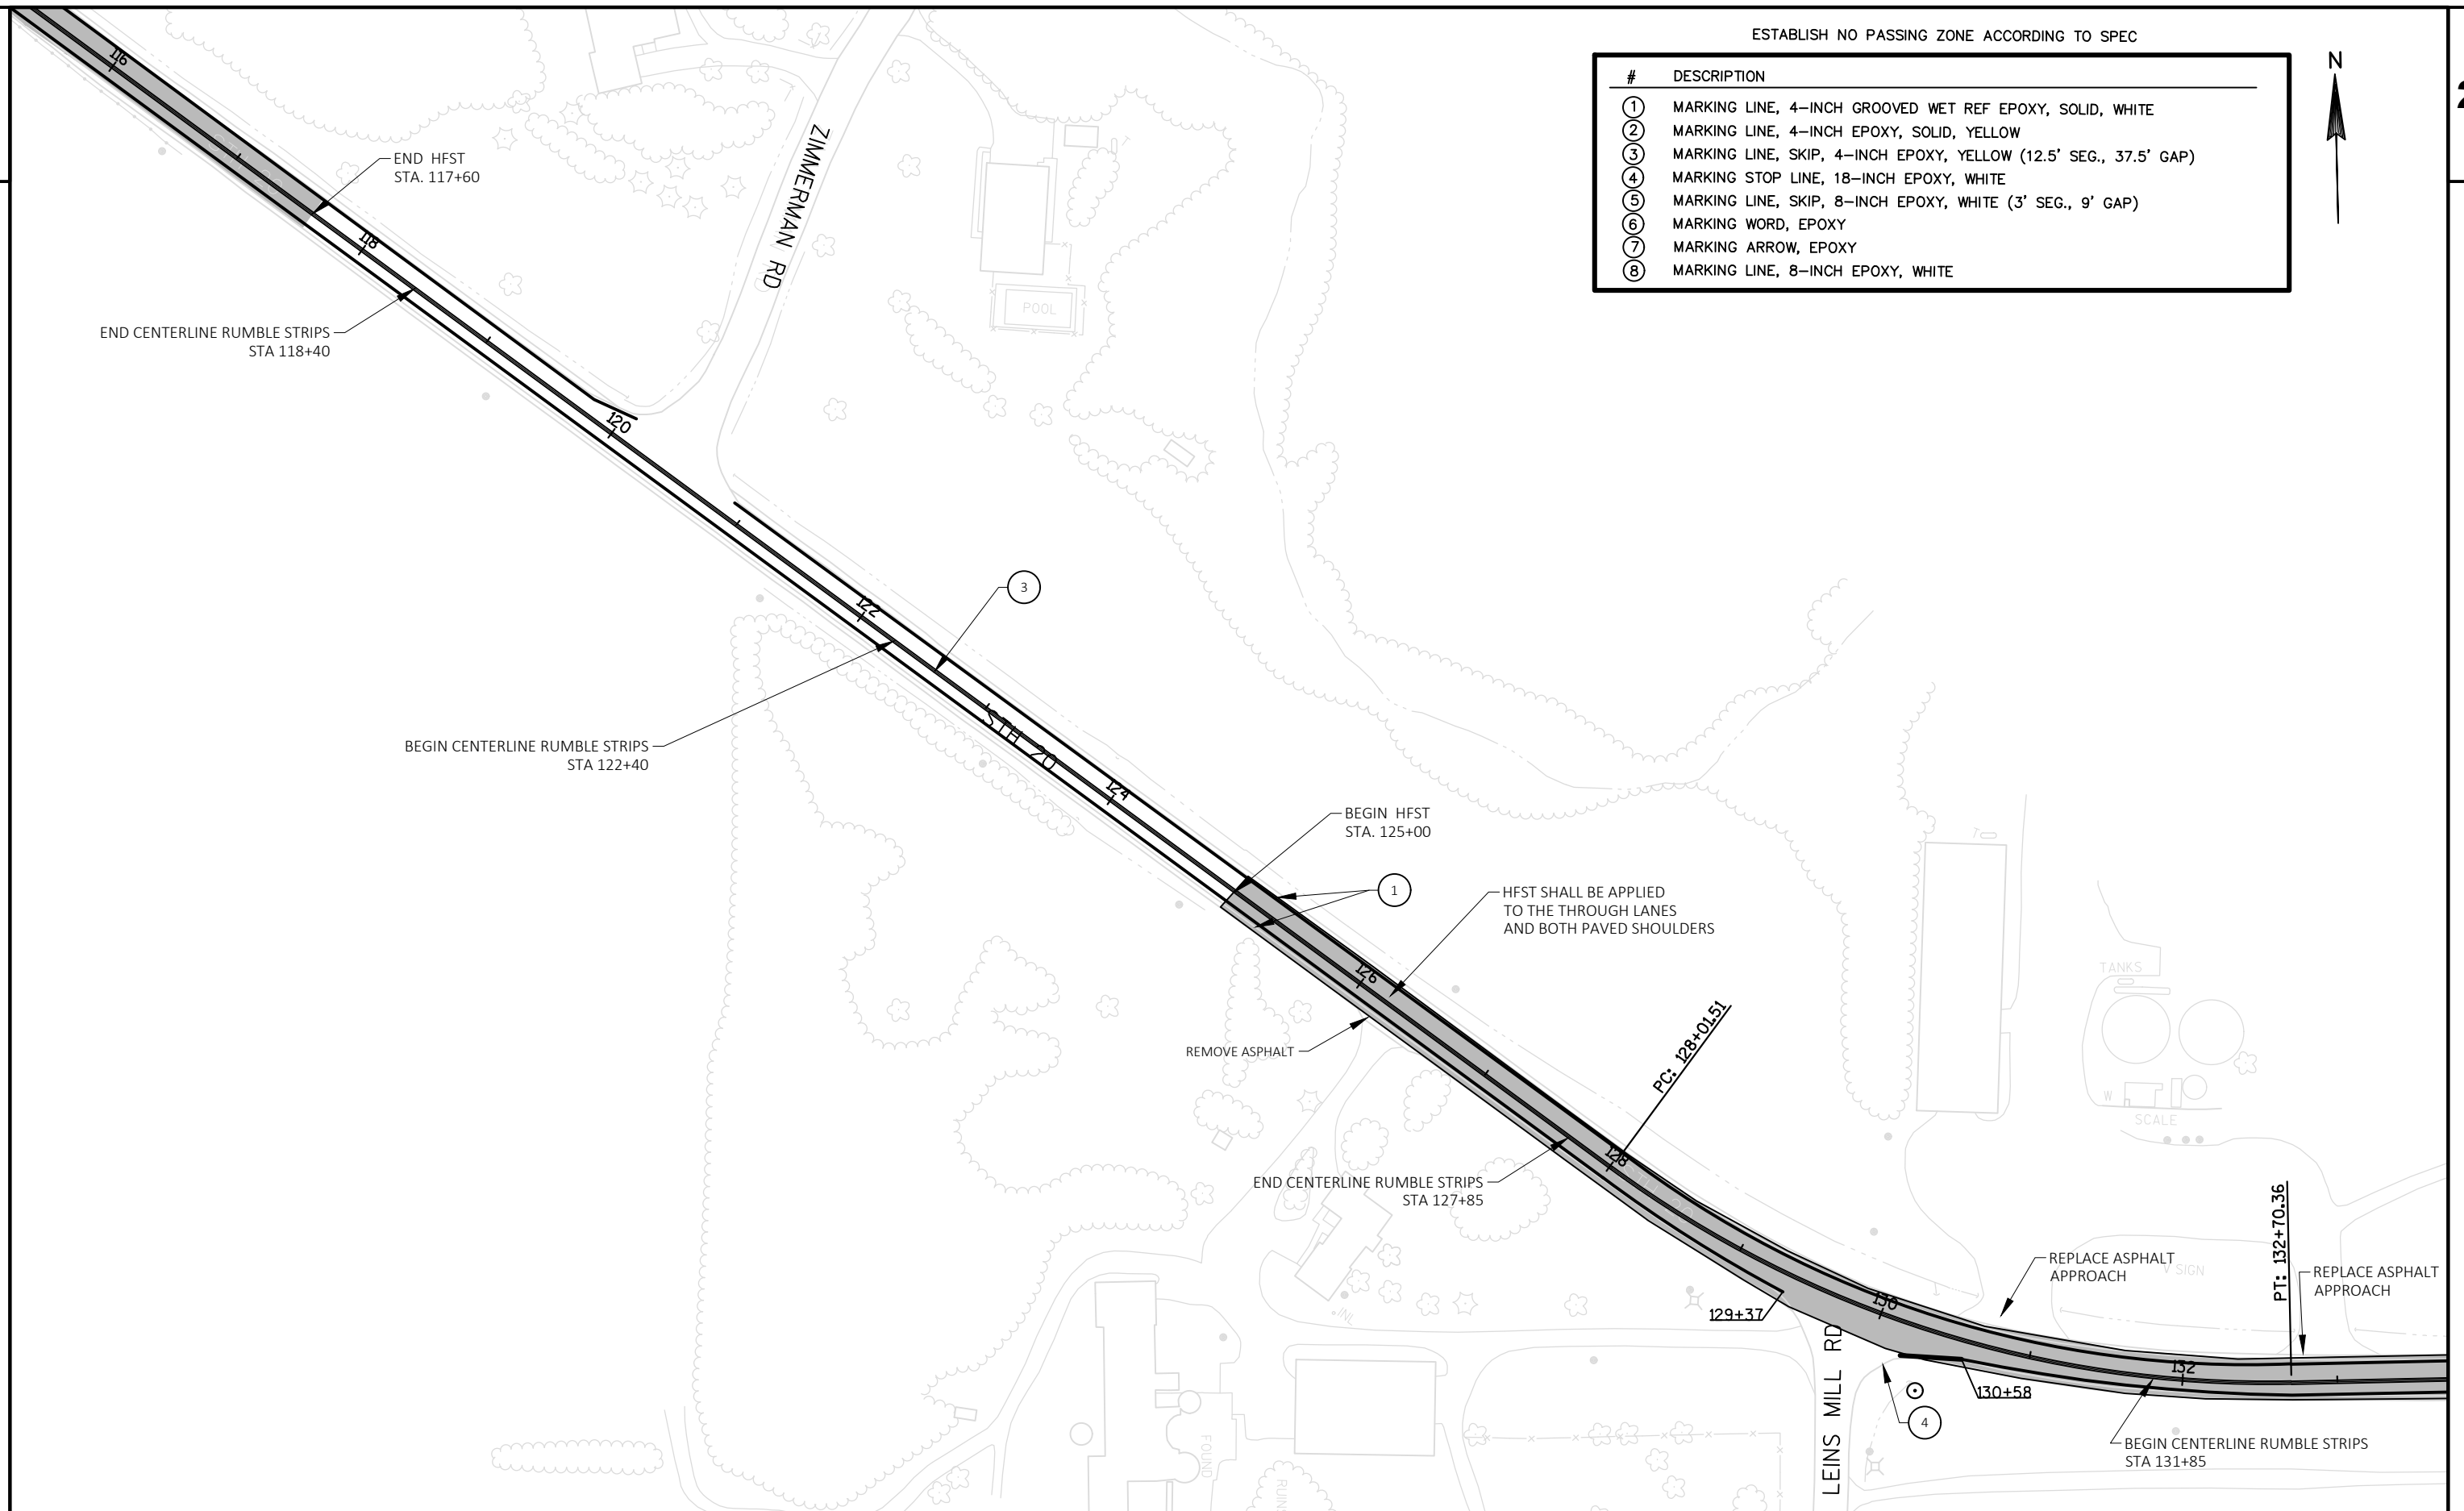 ESTABLISH NO PASSING ZONE ACCORDING TO SPEC
# DESCRIPTION
1 MARKING LINE, 4-INCH GROOVED WET REF EPOXY, SOLID, WHITE
2 MARKING LINE, 4-INCH EPOXY, SOLID, YELLOW
3 MARKING LINE, SKIP, 4-INCH EPOXY, YELLOW (12.5' SEG., 37.5' GAP)
4 MARKING STOP LINE, 18-INCH EPOXY, WHITE
5 MARKING LINE, SKIP, 8-INCH EPOXY, WHITE (3' SEG., 9' GAP)
6 MARKING WORD, EPOXY
7 MARKING ARROW, EPOXY
8 MARKING LINE, 8-INCH EPOXY, WHITE
N
116
END HFST
STA. 117+60
118
ZIMMERMAN RD
POOL
END CENTERLINE RUMBLE STRIPS
STA 118+40
120
3
122
BEGIN CENTERLINE RUMBLE STRIPS
STA 122+40
STH 20
124
BEGIN HFST
STA. 125+00
1
HFST SHALL BE APPLIED
TO THE THROUGH LANES
AND BOTH PAVED SHOULDERS
126
REMOVE ASPHALT
PC: 128+01.51
128
END CENTERLINE RUMBLE STRIPS
STA 127+85
TANKS
W
SCALE
T
T
INL
129+37
130
REPLACE ASPHALT
APPROACH
SIGN
PT: 132+70.36
REPLACE ASPHALT
APPROACH
132
130+58
4
LEINS MILL RD
BEGIN CENTERLINE RUMBLE STRIPS
STA 131+85
FOUND
RUINS